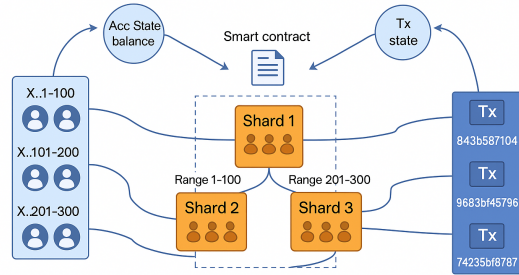 Acc State
balance
Smart contract
Tx
state
X..1-100
X..101-200
X..201-300
Shard 1
Range 1-100
Range 201-300
Shard 2
Shard 3
Tx
843b587104
Tx
9683bf45796
Tx
74235bf8787